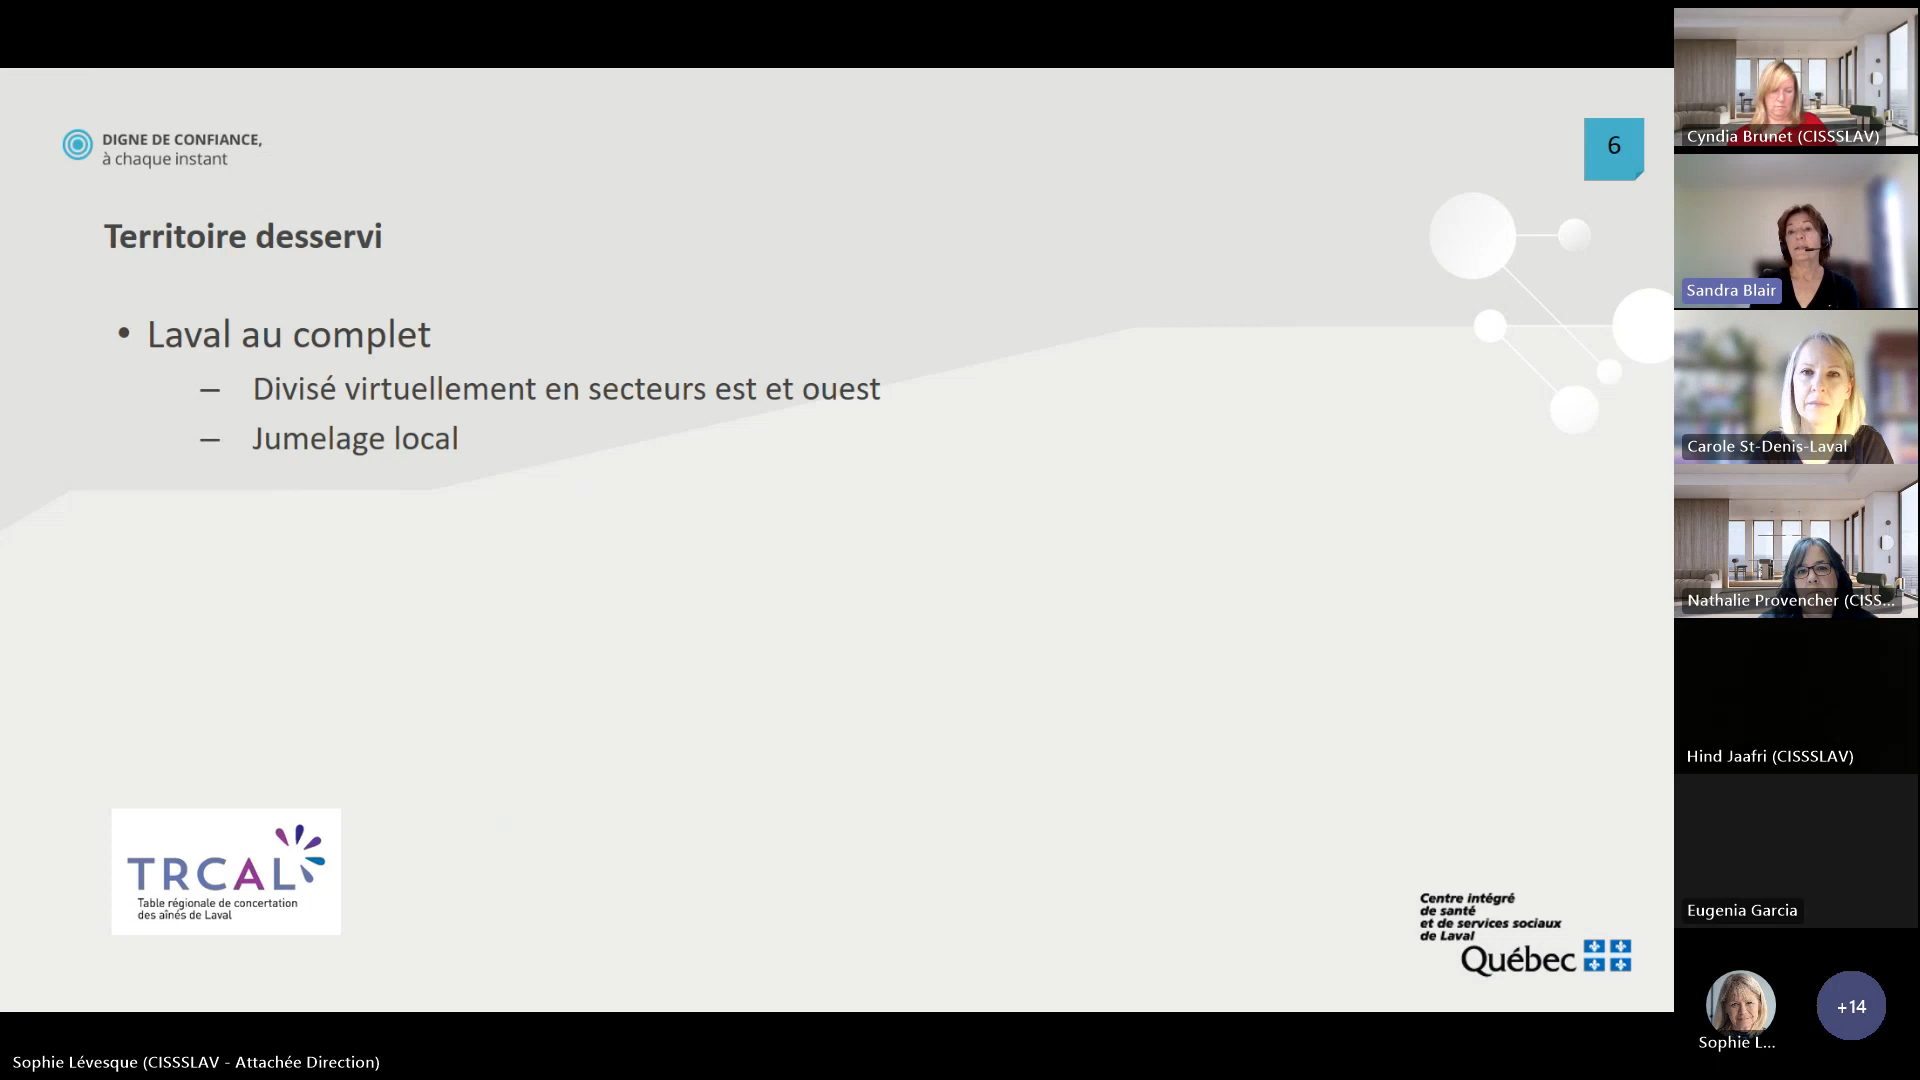 DIGNE DE CONFIANCE,
à chaque instant
6
Territoire desservi
• Laval au complet
– Divisé virtuellement en secteurs est et ouest
– Jumelage local
TRCAL
Table régionale de concertation
des aînés de Laval
Centre intégré
de santé
et de services sociaux
de Laval
Québec
Sophie Lévesque (CISSSLAV - Attachée Direction)
Cyndia Brunet (CISSSLAV)
Sandra Blair
Carole St-Denis-Laval
Nathalie Provencher (CISS...
Hind Jaafri (CISSSLAV)
Eugenia Garcia
Sophie L...
+14